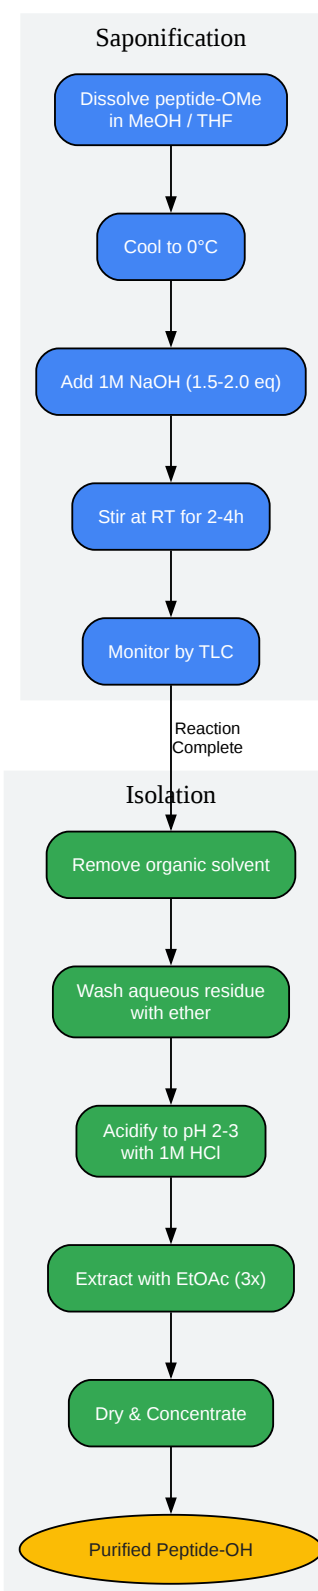 Saponification
Dissolve peptide-OMe
in MeOH / THF
Cool to 0°C
Add 1M NaOH (1.5-2.0 eq)
Stir at RT for 2-4h
Monitor by TLC
Reaction
Complete
Isolation
Remove organic solvent
Wash aqueous residue
with ether
Acidify to pH 2-3
with 1M HCl
Extract with EtOAc (3x)
Dry & Concentrate
Purified Peptide-OH